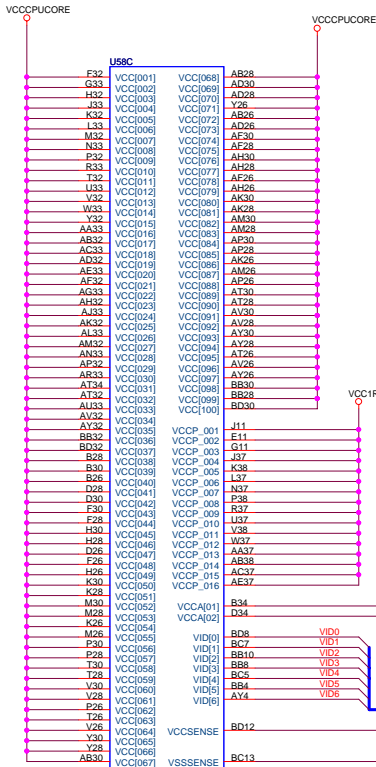 VCCCPUCORE
VCCCPUCORE
U58C
F32 VCC[001] VCC[068] AB28
G33 VCC[002] VCC[069] AD30
H32 VCC[003] VCC[070] AD28
J33 VCC[004] VCC[071] Y26
K32 VCC[005] VCC[072] AB26
L33 VCC[006] VCC[073] AD26
M32 VCC[007] VCC[074] AF30
N33 VCC[008] VCC[075] AF28
P32 VCC[009] VCC[076] AH30
R33 VCC[010] VCC[077] AH28
T32 VCC[011] VCC[078] AF26
U33 VCC[012] VCC[079] AH26
V32 VCC[013] VCC[080] AK30
W33 VCC[014] VCC[081] AK28
Y32 VCC[015] VCC[082] AM30
AA33 VCC[016] VCC[083] AM28
AB32 VCC[017] VCC[084] AP30
AC33 VCC[018] VCC[085] AP28
AD32 VCC[019] VCC[086] AK26
AE33 VCC[020] VCC[087] AM26
AF32 VCC[021] VCC[088] AP26
AG33 VCC[022] VCC[089] AT30
AH32 VCC[023] VCC[090] AT28
AJ33 VCC[024] VCC[091] AV30
AK32 VCC[025] VCC[092] AV28
AL33 VCC[026] VCC[093] AY30
AM32 VCC[027] VCC[094] AY28
AN33 VCC[028] VCC[095] AT26
AP32 VCC[029] VCC[096] AV26
AR33 VCC[030] VCC[097] AY26
AT34 VCC[031] VCC[098] BB30
AT32 VCC[032] VCC[099] BB28
AU33 VCC[033] VCC[100] BD30
VCC1R
AV32 VCC[034]
AY32 VCC[035] VCCP_001 J11
BB32 VCC[036] VCCP_002 E11
BD32 VCC[037] VCCP_003 G11
B28 VCC[038] VCCP_004 J37
B30 VCC[039] VCCP_005 K38
B26 VCC[040] VCCP_006 L37
D28 VCC[041] VCCP_007 N37
D30 VCC[042] VCCP_008 P38
F30 VCC[043] VCCP_009 R37
F28 VCC[044] VCCP_010 U37
H30 VCC[045] VCCP_011 V38
H28 VCC[046] VCCP_012 W37
D26 VCC[047] VCCP_013 AA37
F26 VCC[048] VCCP_014 AB38
H26 VCC[049] VCCP_015 AC37
K30 VCC[050] VCCP_016 AE37
K28 VCC[051]
M30 VCC[052] VCCA[01] B34
M28 VCC[053] VCCA[02] D34
K26 VCC[054]
M26 VCC[055] VID[0] BD8 VID0
P30 VCC[056] VID[1] BC7 VID1
P28 VCC[057] VID[2] BB10 VID2
T30 VCC[058] VID[3] BB8 VID3
T28 VCC[059] VID[4] BC5 VID4
V30 VCC[060] VID[5] BB4 VID5
V28 VCC[061] VID[6] AY4 VID6
P26 VCC[062]
T26 VCC[063]
V26 VCC[064] VCCSENSE BD12
Y30 VCC[065]
Y28 VCC[066]
AB30 VCC[067] VSSSENSE BC13